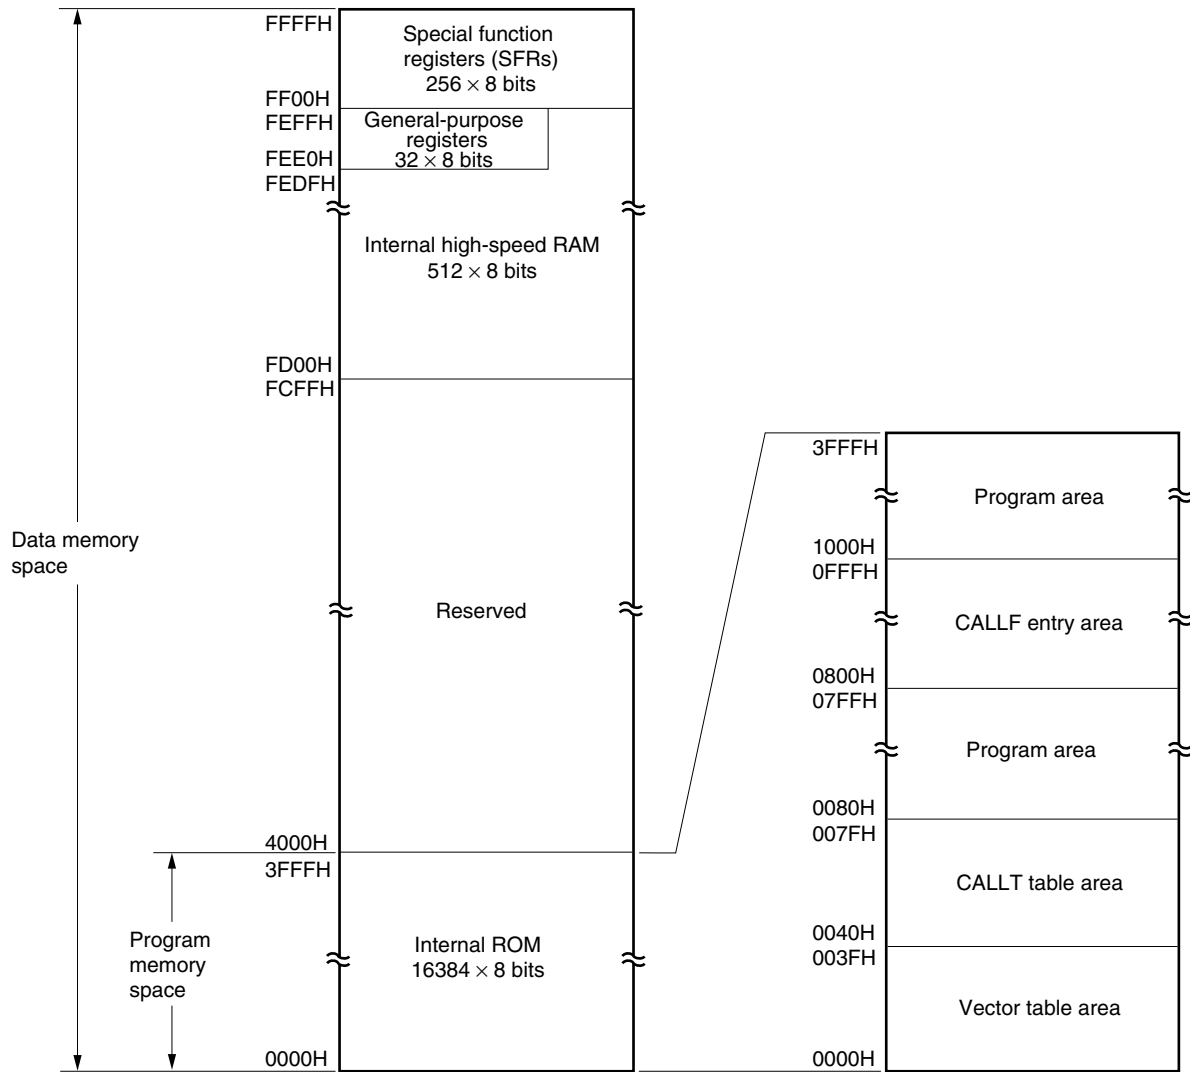 FFFFH
Special function
registers (SFRs)
256 × 8 bits
FF00H
FEFFH
General-purpose
registers
32 × 8 bits
FEE0H
FEDFH
Internal high-speed RAM
512 × 8 bits
FD00H
FCFFH
Data memory
space
Reserved
4000H
3FFFH
Program
memory
space
Internal ROM
16384 × 8 bits
0000H
3FFFH
Program area
1000H
0FFFH
CALLF entry area
0800H
07FFH
Program area
0080H
007FH
CALLT table area
0040H
003FH
Vector table area
0000H